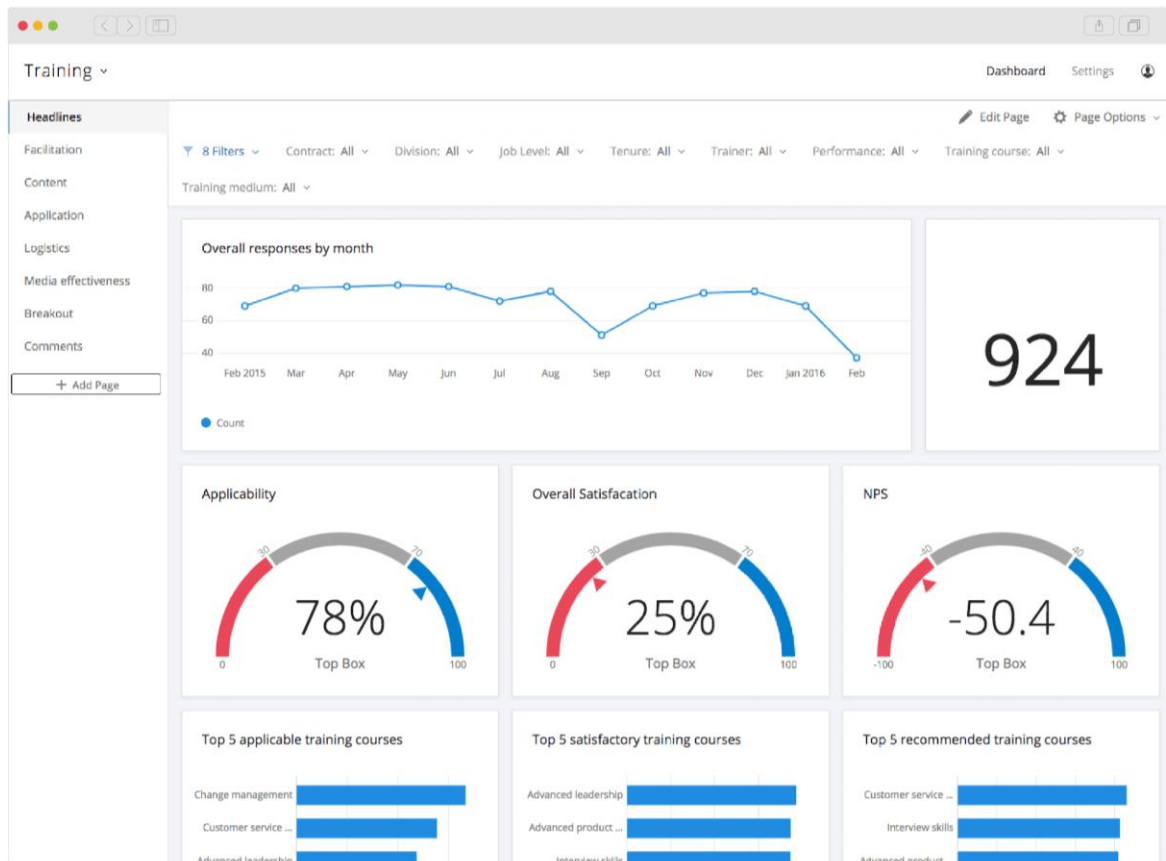 Training
Dashboard Settings
Headlines
Facilitation
Content
Application
Logistics
Media effectiveness
Breakout
Comments
+ Add Page
Edit Page Page Options
8 Filters Contract: All Division: All Job Level: All Tenure: All Trainer: All Performance: All Training course: All
Training medium: All
Overall responses by month
80
60
40
Feb 2015 Mar Apr May Jun Jul Aug Sep Oct Nov Dec Jan 2016 Feb
Count
924
Applicability
30 70
78%
Top Box
0 100
Overall Satisfacation
30 70
25%
Top Box
0 100
NPS
-40 40
-50.4
Top Box
-100 100
Top 5 applicable training courses
Change management
Customer service ...
Advanced leadership
Top 5 satisfactory training courses
Advanced leadership
Advanced product ...
Interview skills
Top 5 recommended training courses
Customer service ...
Interview skills
Advanced product ...